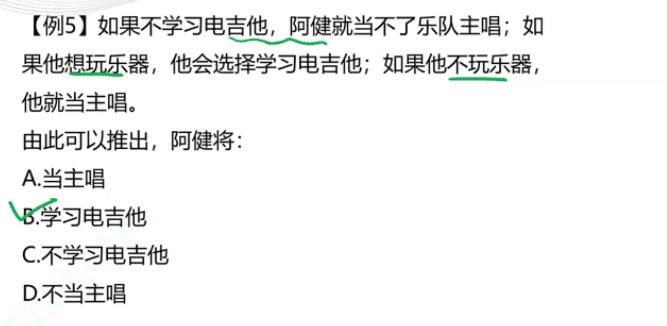 【例5】如果不学习电吉他，阿健就当不了乐队主唱；如
果他想玩乐器，他会选择学习电吉他；如果他不玩乐器，
他就当主唱。
由此可以推出，阿健将：
A.当主唱
B.学习电吉他
C.不学习电吉他
D.不当主唱